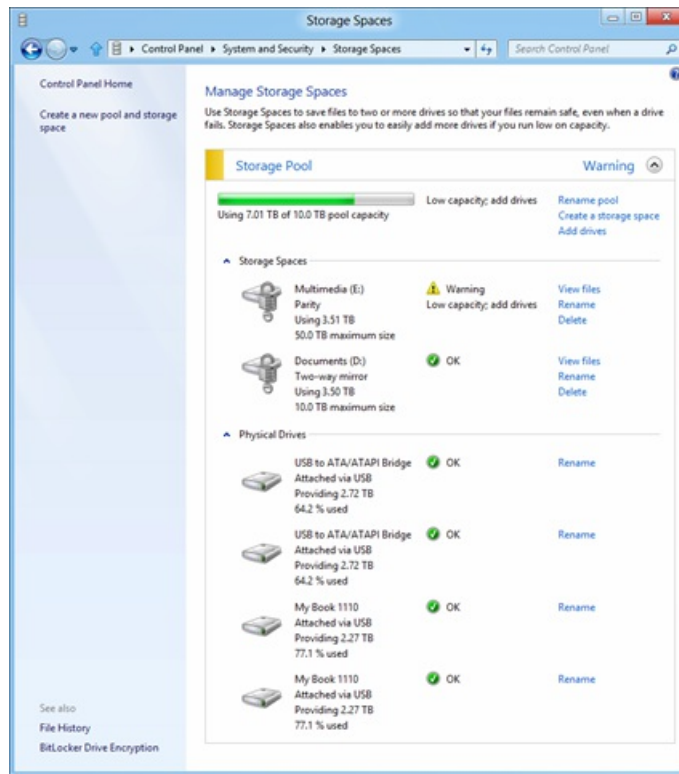 Storage Spaces
Control Panel ▸ System and Security ▸ Storage Spaces
Search Control Panel
Control Panel Home
Create a new pool and storage
space
Manage Storage Spaces
Use Storage Spaces to save files to two or more drives so that your files remain safe, even when a drive
fails. Storage Spaces also enables you to easily add more drives if you run low on capacity.
Storage Pool
Warning
Using 7.01 TB of 10.0 TB pool capacity
Low capacity; add drives
Rename pool
Create a storage space
Add drives
Storage Spaces
Multimedia (E:)
Parity
Using 3.51 TB
50.0 TB maximum size
Warning
Low capacity; add drives
View files
Rename
Delete
Documents (D:)
Two-way mirror
Using 3.50 TB
10.0 TB maximum size
OK
View files
Rename
Delete
Physical Drives
USB to ATA/ATAPI Bridge
Attached via USB
Providing 2.72 TB
64.2 % used
OK
Rename
USB to ATA/ATAPI Bridge
Attached via USB
Providing 2.72 TB
64.2 % used
OK
Rename
My Book 1110
Attached via USB
Providing 2.27 TB
77.1 % used
OK
Rename
My Book 1110
Attached via USB
Providing 2.27 TB
77.1 % used
OK
Rename
See also
File History
BitLocker Drive Encryption